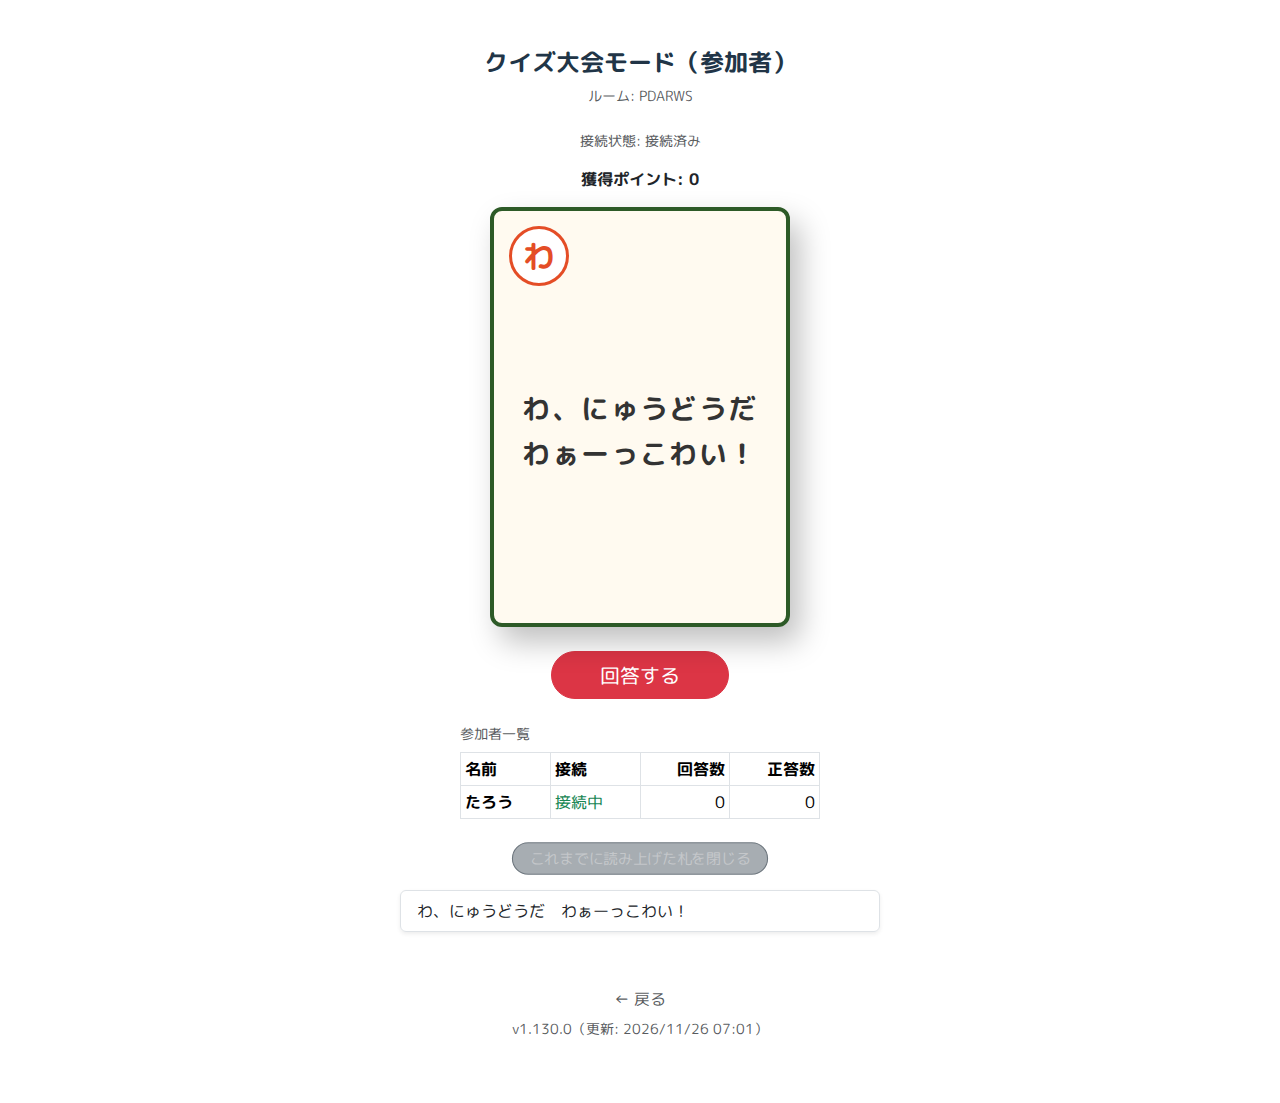 クイズ大会モード（参加者）
ルーム: PDARWS
接続状態: 接続済み
獲得ポイント: 0
わ
わ、にゅうどうだ
わぁーっこわい！
回答する
参加者一覧
名前 接続 回答数 正答数
たろう 接続中 0 0
これまでに読み上げた札を閉じる
わ、にゅうどうだ　わぁーっこわい！
← 戻る
v1.130.0（更新: 2026/11/26 07:01）